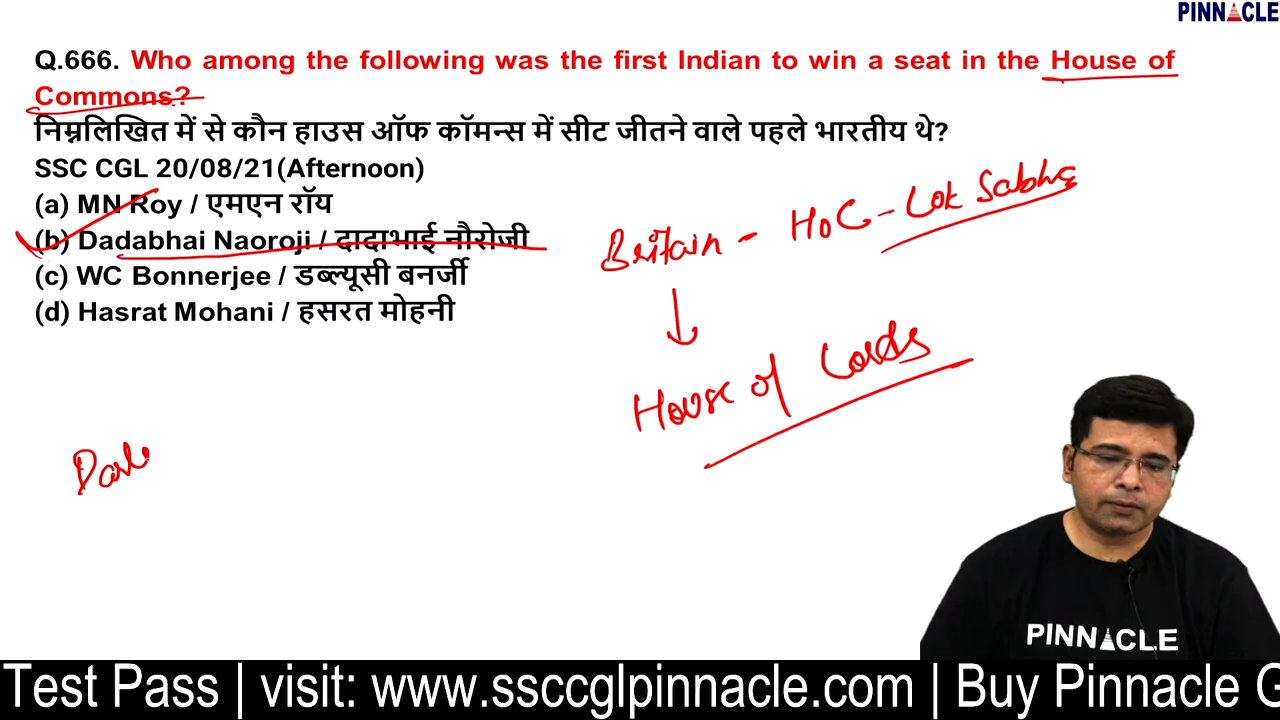 PINNACLE
Q.666. Who among the following was the first Indian to win a seat in the House of
Commons?
निम्नलिखित में से कौन हाउस ऑफ कॉमन्स में सीट जीतने वाले पहले भारतीय थे?
SSC CGL 20/08/21(Afternoon)
(a) MN Roy / एमएन रॉय
(b) Dadabhai Naoroji / दादाभाई नौरोजी
(c) WC Bonnerjee / डब्ल्यूसी बनर्जी
(d) Hasrat Mohani / हसरत मोहनी
Britain - HoC - Lok Sabha
House of Lords
PINNACLE
Test Pass | visit: www.ssccglpinnacle.com | Buy Pinnacle G